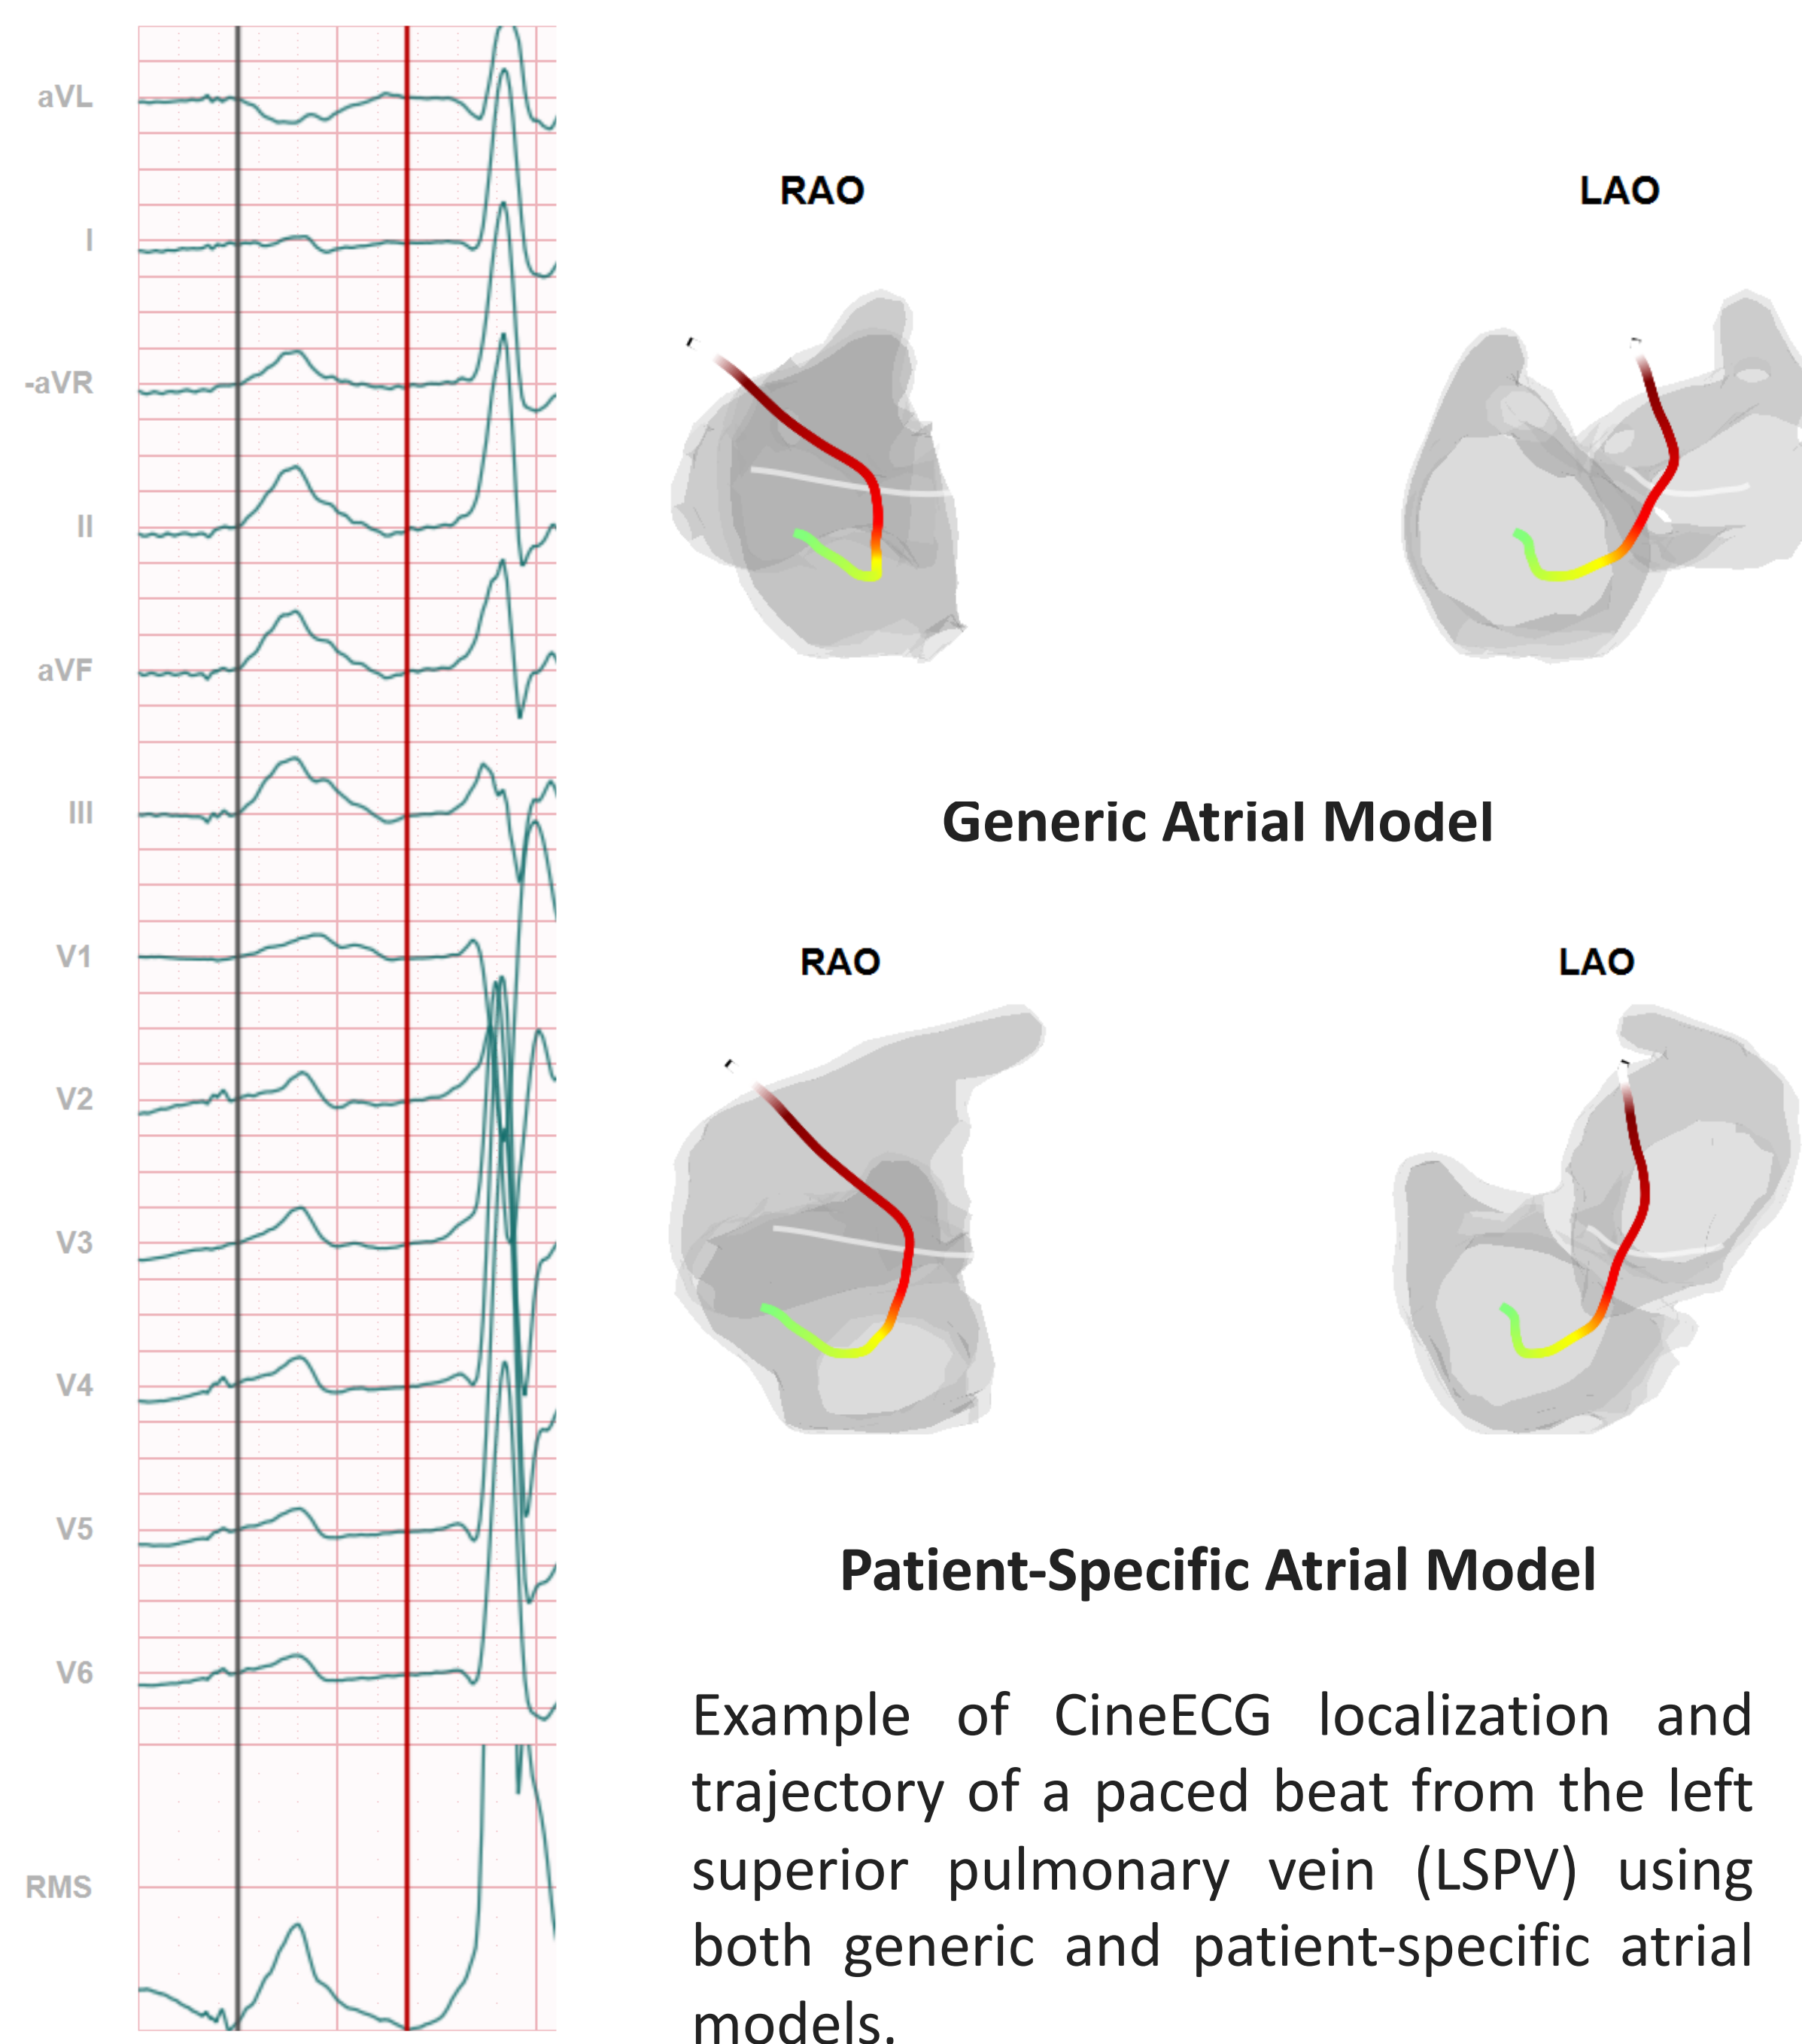 aVL
I
-aVR
II
aVF
III
V1
V2
V3
V4
V5
V6
RMS
RAO LAO
Generic Atrial Model
RAO LAO
Patient-Specific Atrial Model
Example of CineECG localization and
trajectory of a paced beat from the left
superior pulmonary vein (LSPV) using
both generic and patient-specific atrial
models.